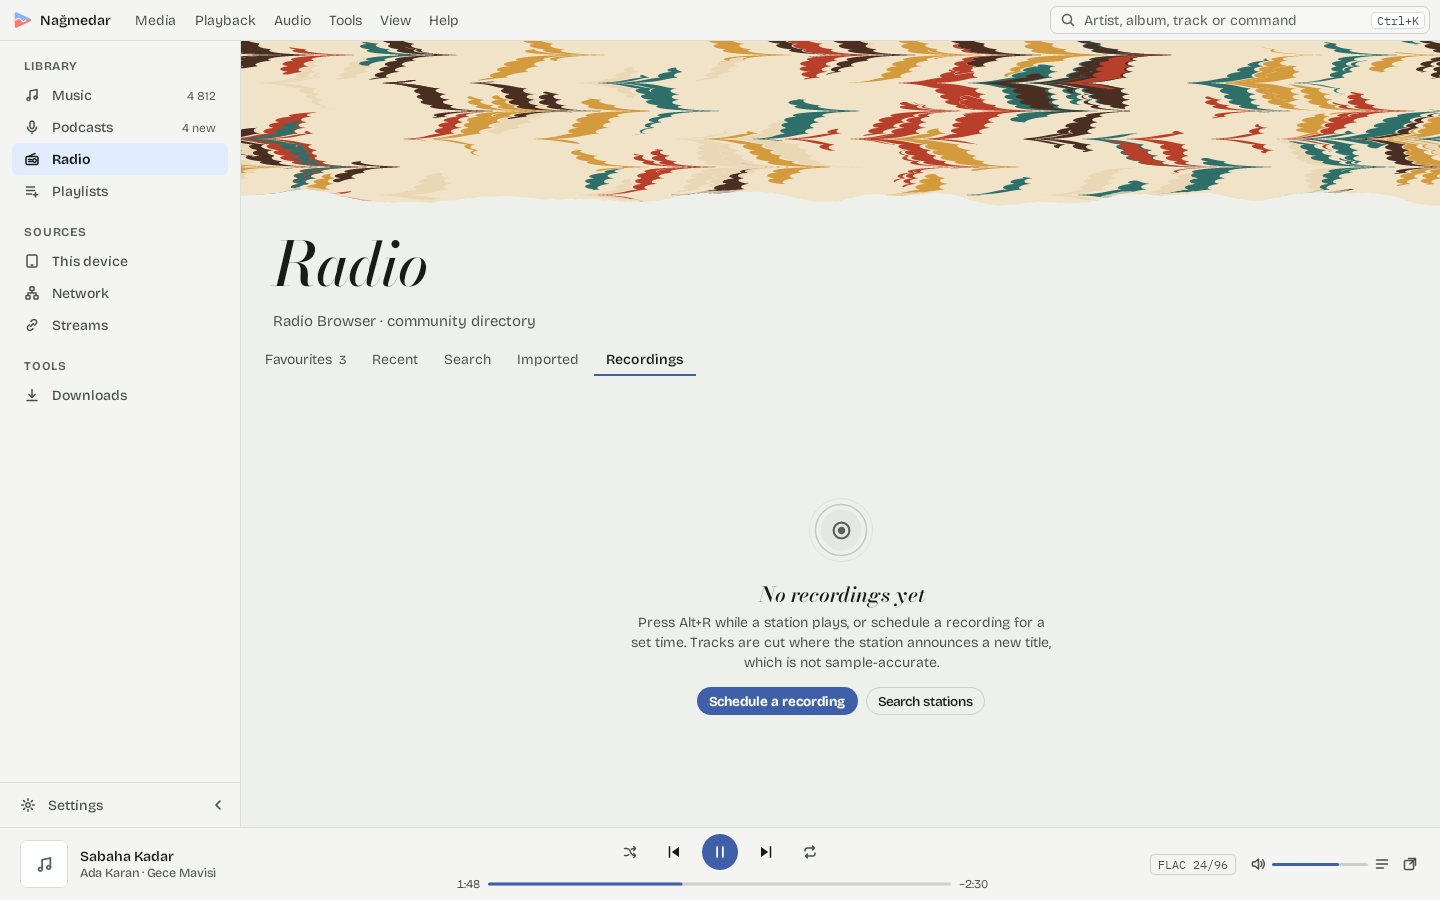 Nağmedar Media Playback Audio Tools View Help
Artist, album, track or command Ctrl+K
LIBRARY
Music 4 812
Podcasts 4 new
Radio
Playlists
SOURCES
This device
Network
Streams
TOOLS
Downloads
Settings
Radio
Radio Browser · community directory
Favourites 3 Recent Search Imported Recordings
No recordings yet
Press Alt+R while a station plays, or schedule a recording for a
set time. Tracks are cut where the station announces a new title,
which is not sample-accurate.
Schedule a recording Search stations
Sabaha Kadar
Ada Karan · Gece Mavisi
1:48 −2:30
FLAC 24/96